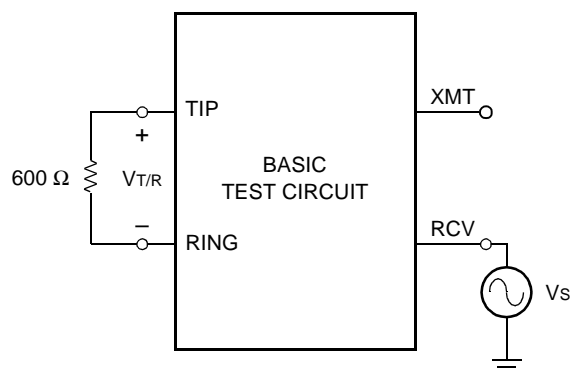 TIP
XMT
+
600 Ω
VT/R
BASIC
TEST CIRCUIT
−
RING
RCV
VS